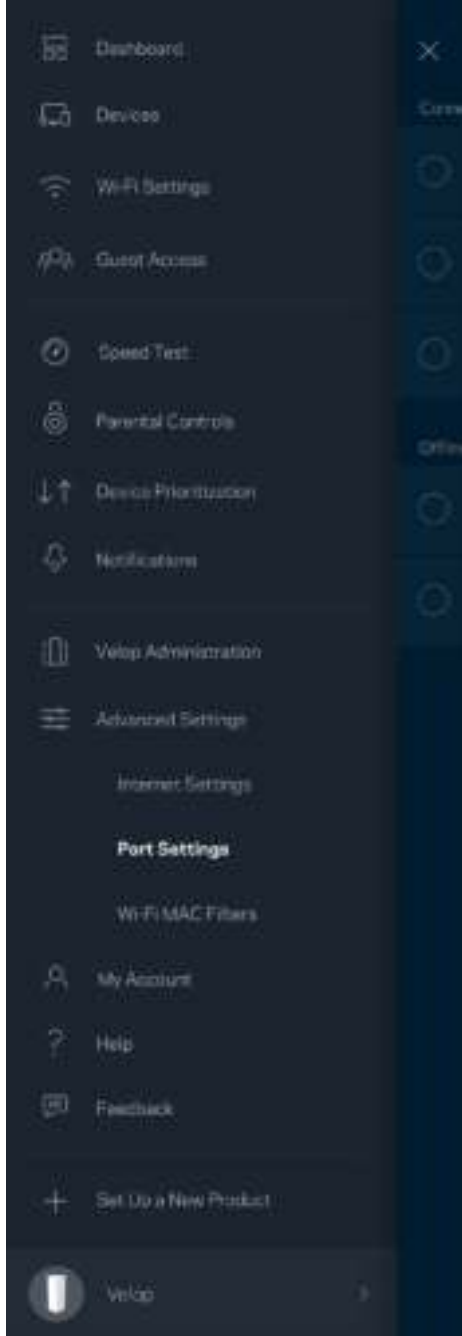 Dashboard
Devices
Wi-Fi Settings
Guest Access
Speed Test
Parental Controls
Device Prioritization
Notifications
Velop Administration
Advanced Settings
Internet Settings
Port Settings
Wi-Fi MAC Filters
My Account
Help
Feedback
Set Up a New Product
Velop